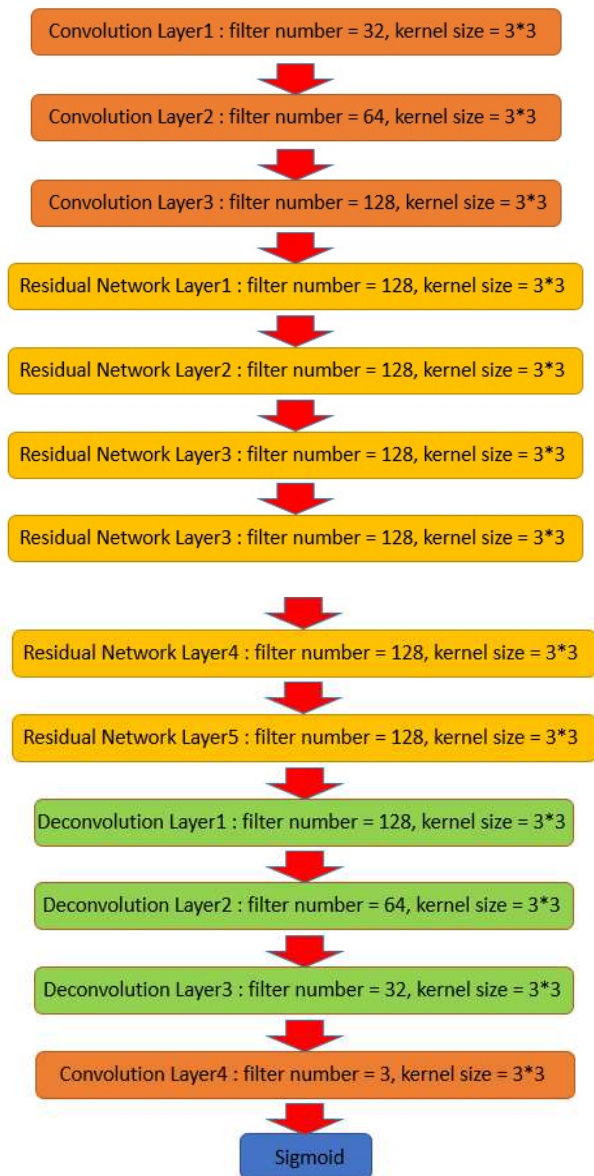 Convolution Layer1 : filter number = 32, kernel size = 3*3
Convolution Layer2 : filter number = 64, kernel size = 3*3
Convolution Layer3 : filter number = 128, kernel size = 3*3
Residual Network Layer1 : filter number = 128, kernel size = 3*3
Residual Network Layer2 : filter number = 128, kernel size = 3*3
Residual Network Layer3 : filter number = 128, kernel size = 3*3
Residual Network Layer3 : filter number = 128, kernel size = 3*3
Residual Network Layer4 : filter number = 128, kernel size = 3*3
Residual Network Layer5 : filter number = 128, kernel size = 3*3
Deconvolution Layer1 : filter number = 128, kernel size = 3*3
Deconvolution Layer2 : filter number = 64, kernel size = 3*3
Deconvolution Layer3 : filter number = 32, kernel size = 3*3
Convolution Layer4 : filter number = 3, kernel size = 3*3
Sigmoid